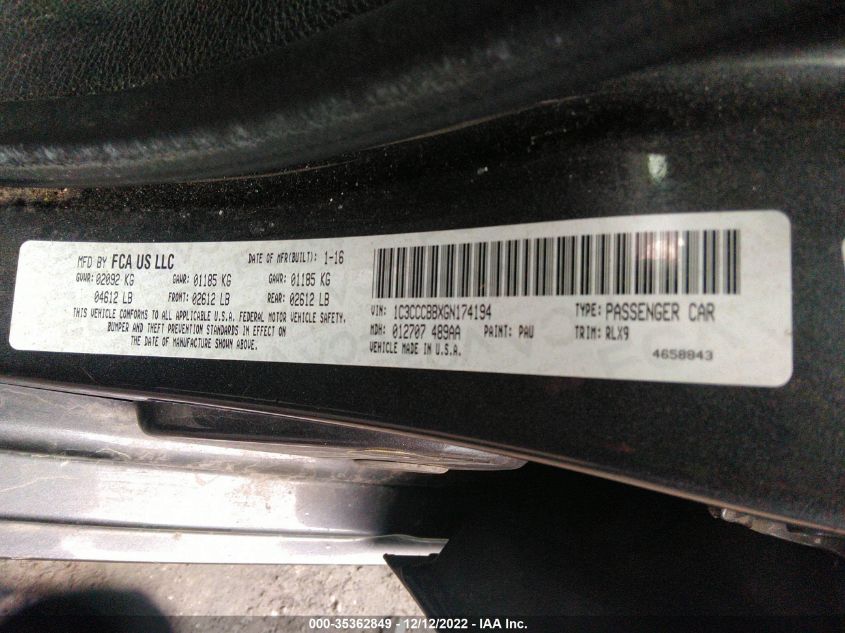 MFD BY FCA US LLC DATE OF MFR(BUILT): 1-16
GVWR: 02092 KG GAWR: 01185 KG GAWR: 01185 KG
04612 LB FRONT: 02612 LB REAR: 02612 LB
THIS VEHICLE CONFORMS TO ALL APPLICABLE U.S.A. FEDERAL MOTOR VEHICLE SAFETY,
BUMPER AND THEFT PREVENTION STANDARDS IN EFFECT ON
THE DATE OF MANUFACTURE SHOWN ABOVE.
VIN: 1C3CCCBBXGN174194 TYPE: PASSENGER CAR
MDH: 012707 489AA PAINT: PAU TRIM: RLX9
VEHICLE MADE IN U.S.A. 4658843
000-35362849 - 12/12/2022 - IAA Inc.